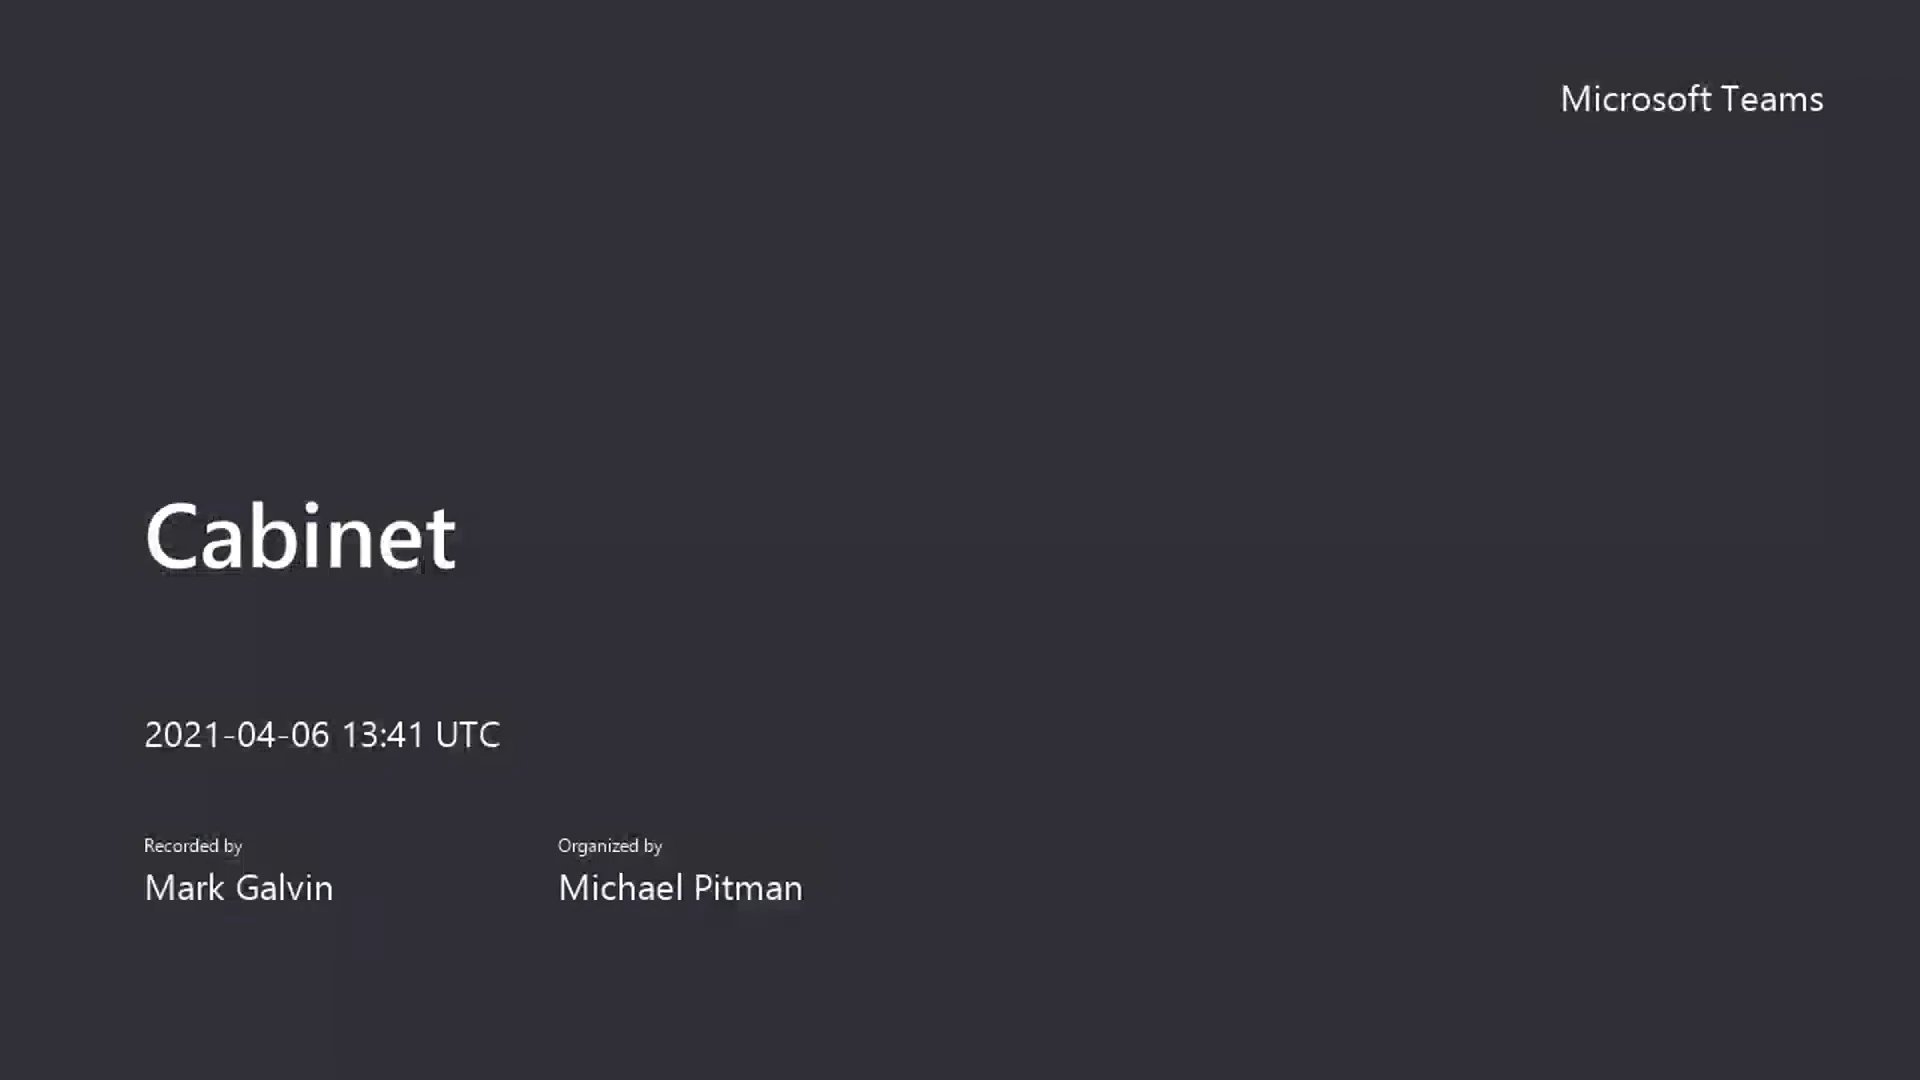 Microsoft Teams
Cabinet
2021-04-06 13:41 UTC
Recorded by
Mark Galvin
Organized by
Michael Pitman